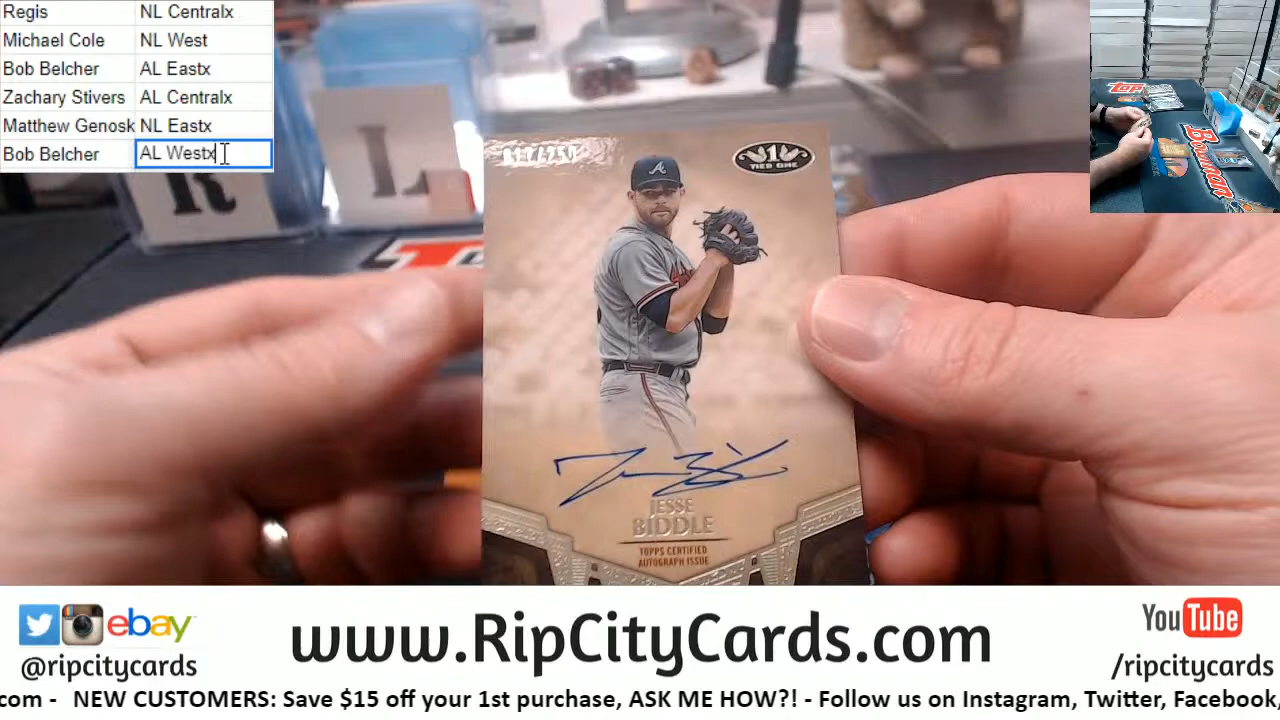 Regis NL Centralx
Michael Cole NL West
Bob Belcher AL Eastx
Zachary Stivers AL Centralx
Matthew Genosk NL Eastx
Bob Belcher AL Westx
R
L
1
TIER ONE
JESSE
BIDDLE
TOPPS CERTIFIED
AUTOGRAPH ISSUE
Bowman
ebay
@ripcitycards
www.RipCityCards.com
YouTube
/ripcitycards
com - NEW CUSTOMERS: Save $15 off your 1st purchase, ASK ME HOW?! - Follow us on Instagram, Twitter, Facebook,